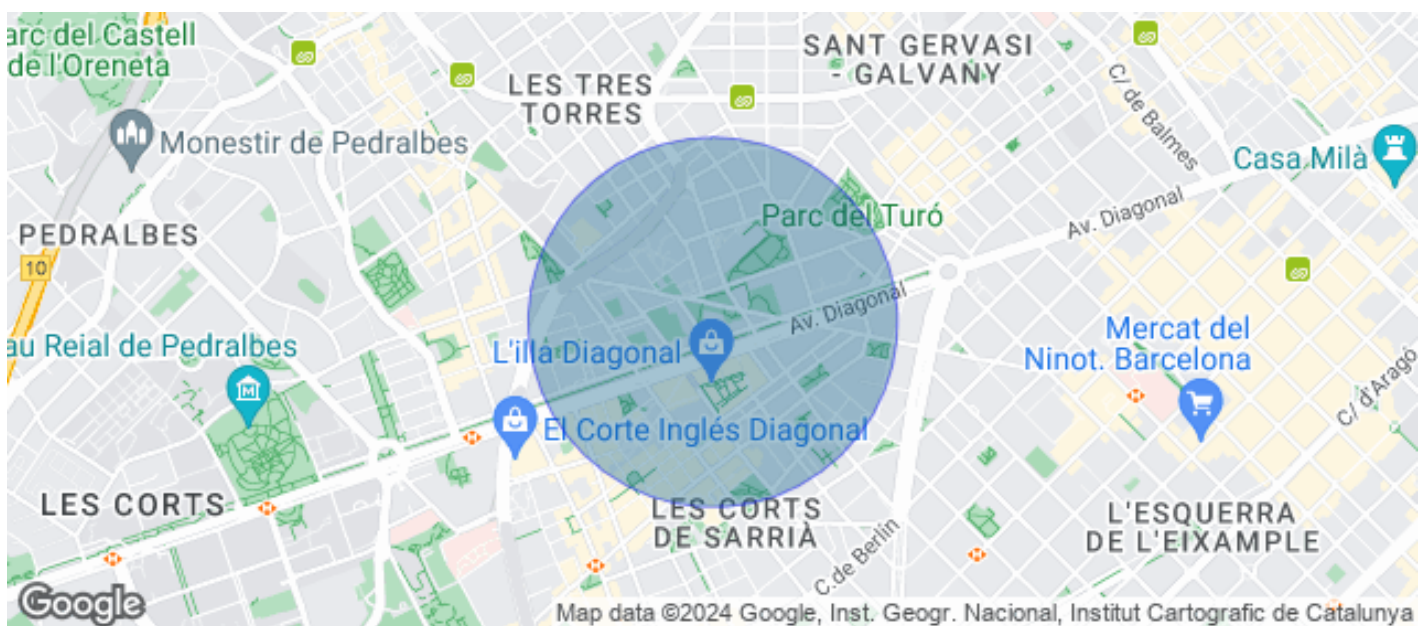 arc del Castell
de l'Oreneta
SANT GERVASI
- GALVANY
LES TRES
TORRES
C/ de Balmes
Monestir de Pedralbes
Casa Milà
Parc del Turó
Av. Diagonal
PEDRALBES
10
Av. Diagonal
au Reial de Pedralbes
L'illa Diagonal
Mercat del
Ninot. Barcelona
C/ d'Aragó
El Corte Inglés Diagonal
LES CORTS
LES CORTS
DE SARRIÀ
L'ESQUERRA
DE L'EIXAMPLE
C.de Berlín
Google
Map data ©2024 Google, Inst. Geogr. Nacional, Institut Cartografic de Catalunya